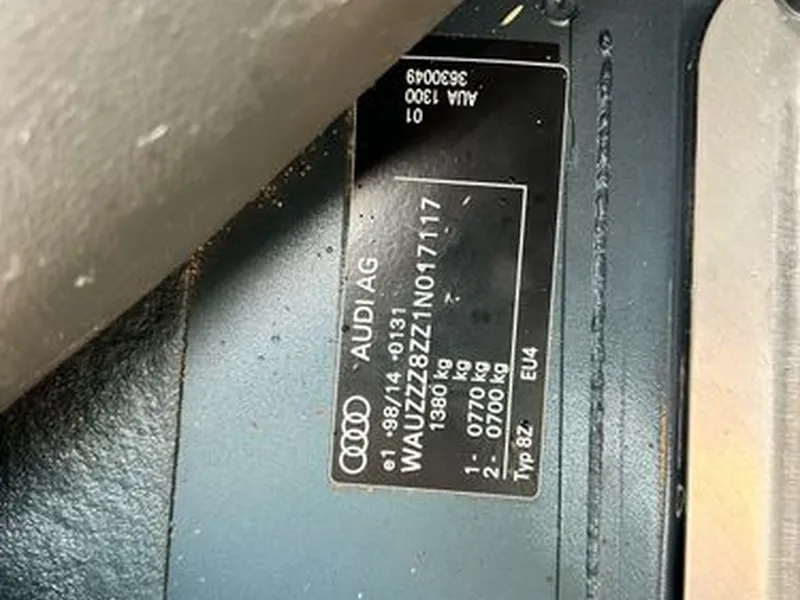 AUDI AG
e1 *98/14 *0131
WAUZZZ8ZZ1N017117
1380 kg
kg
1- 0770 kg
2- 0700 kg
Typ 8Z
EU4
01
AUA 1300
3630049